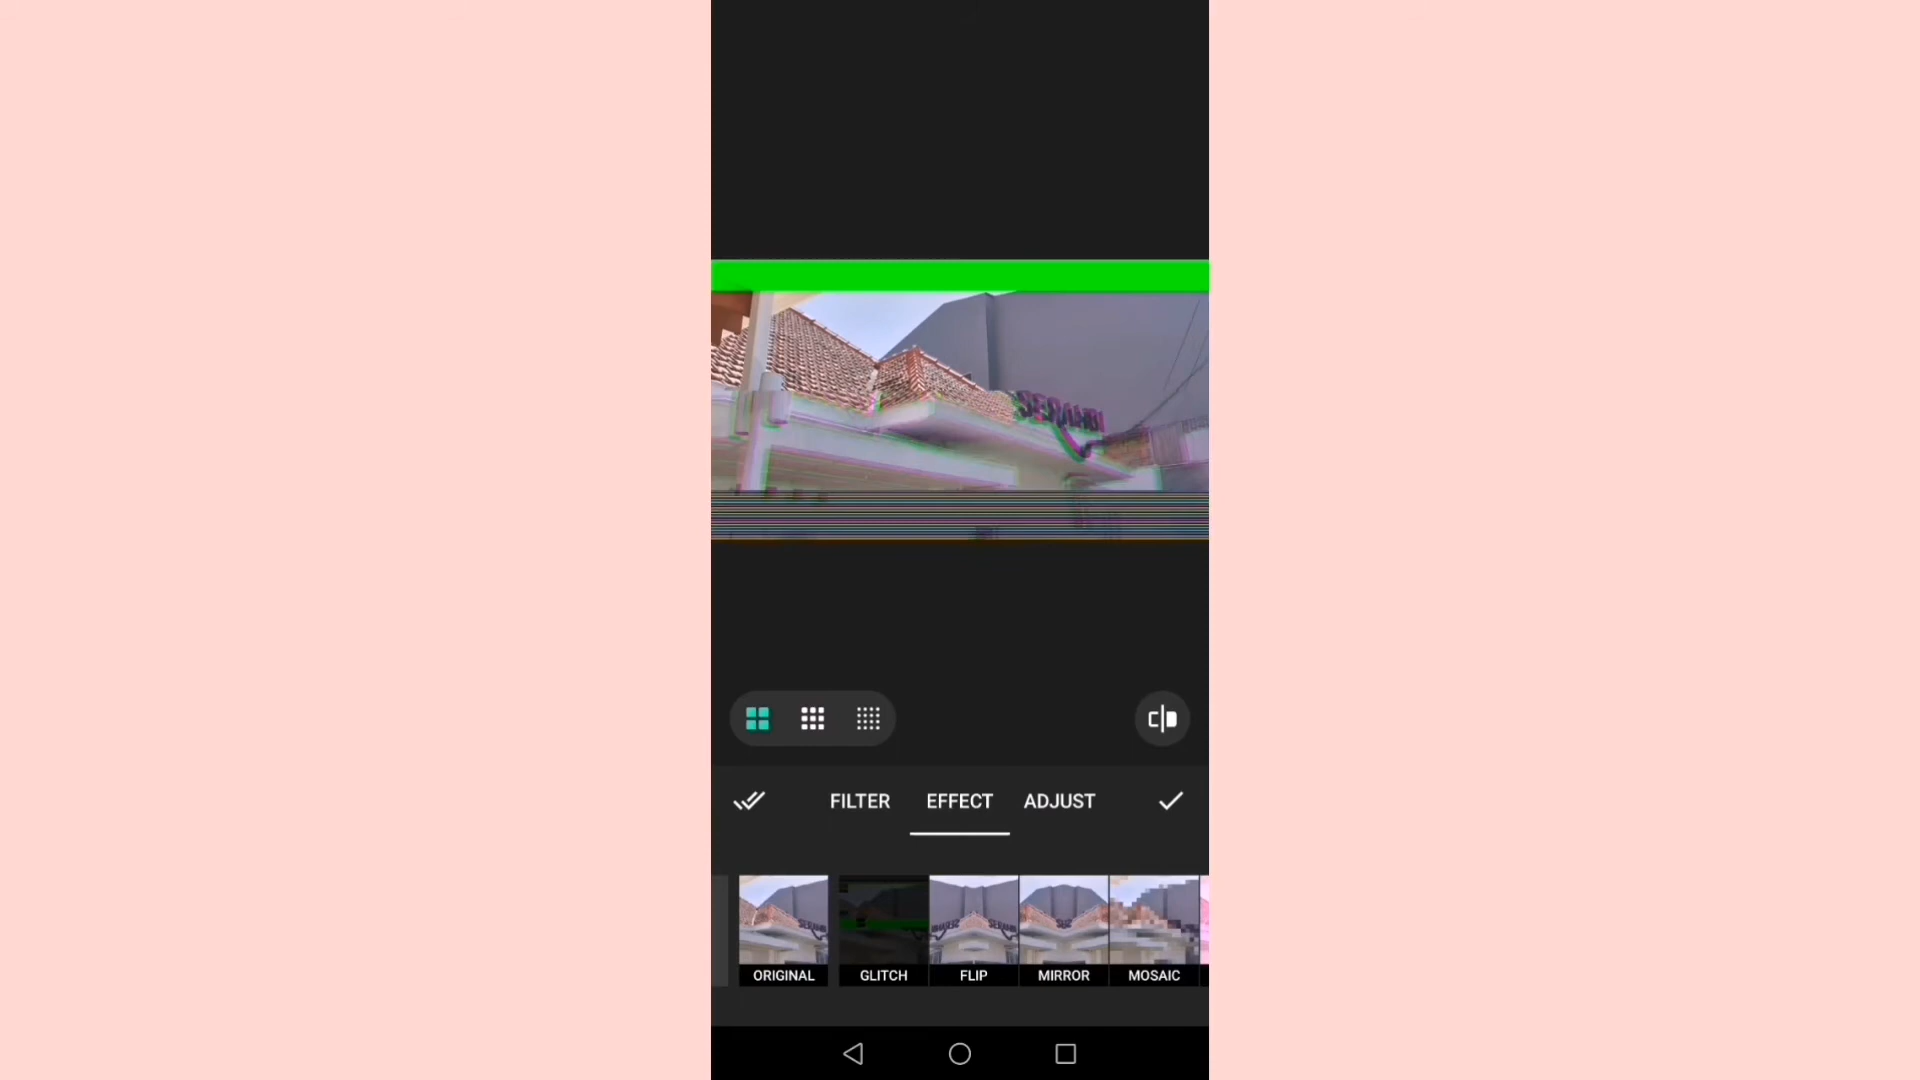 SERAMBI
FILTER EFFECT ADJUST
ORIGINAL GLITCH FLIP MIRROR MOSAIC